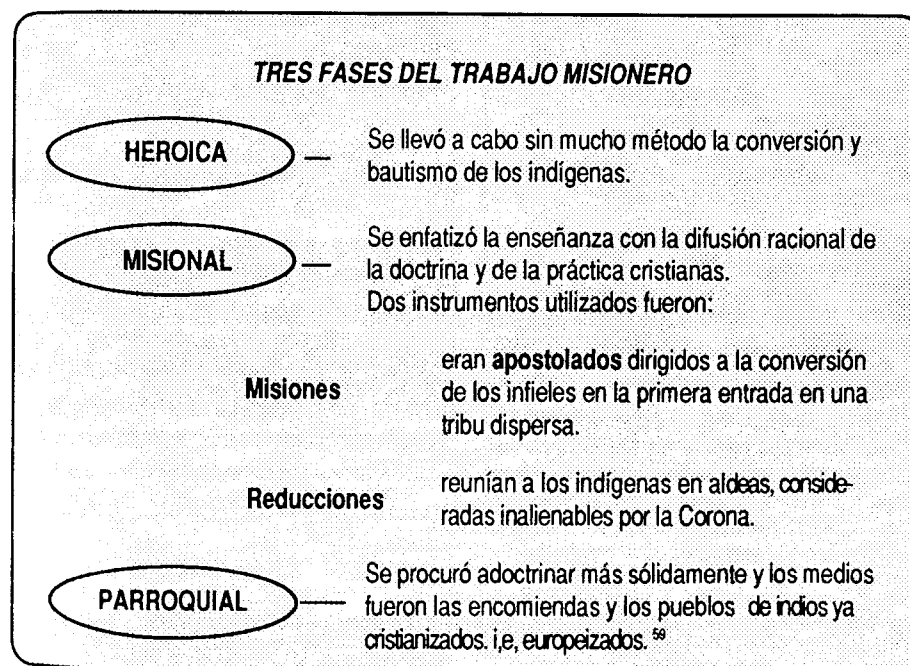 TRES FASES DEL TRABAJO MISIONERO
HEROICA — Se llevó a cabo sin mucho método la conversión y
bautismo de los indígenas.
MISIONAL — Se enfatizó la enseñanza con la difusión racional de
la doctrina y de la práctica cristianas.
Dos instrumentos utilizados fueron:
Misiones eran apostolados dirigidos a la conversión
de los infieles en la primera entrada en una
tribu dispersa.
Reducciones reunían a los indígenas en aldeas, conside-
radas inalienables por la Corona.
PARROQUIAL — Se procuró adoctrinar más sólidamente y los medios
fueron las encomiendas y los pueblos de indios ya
cristianizados. i,e, europeizados. 59